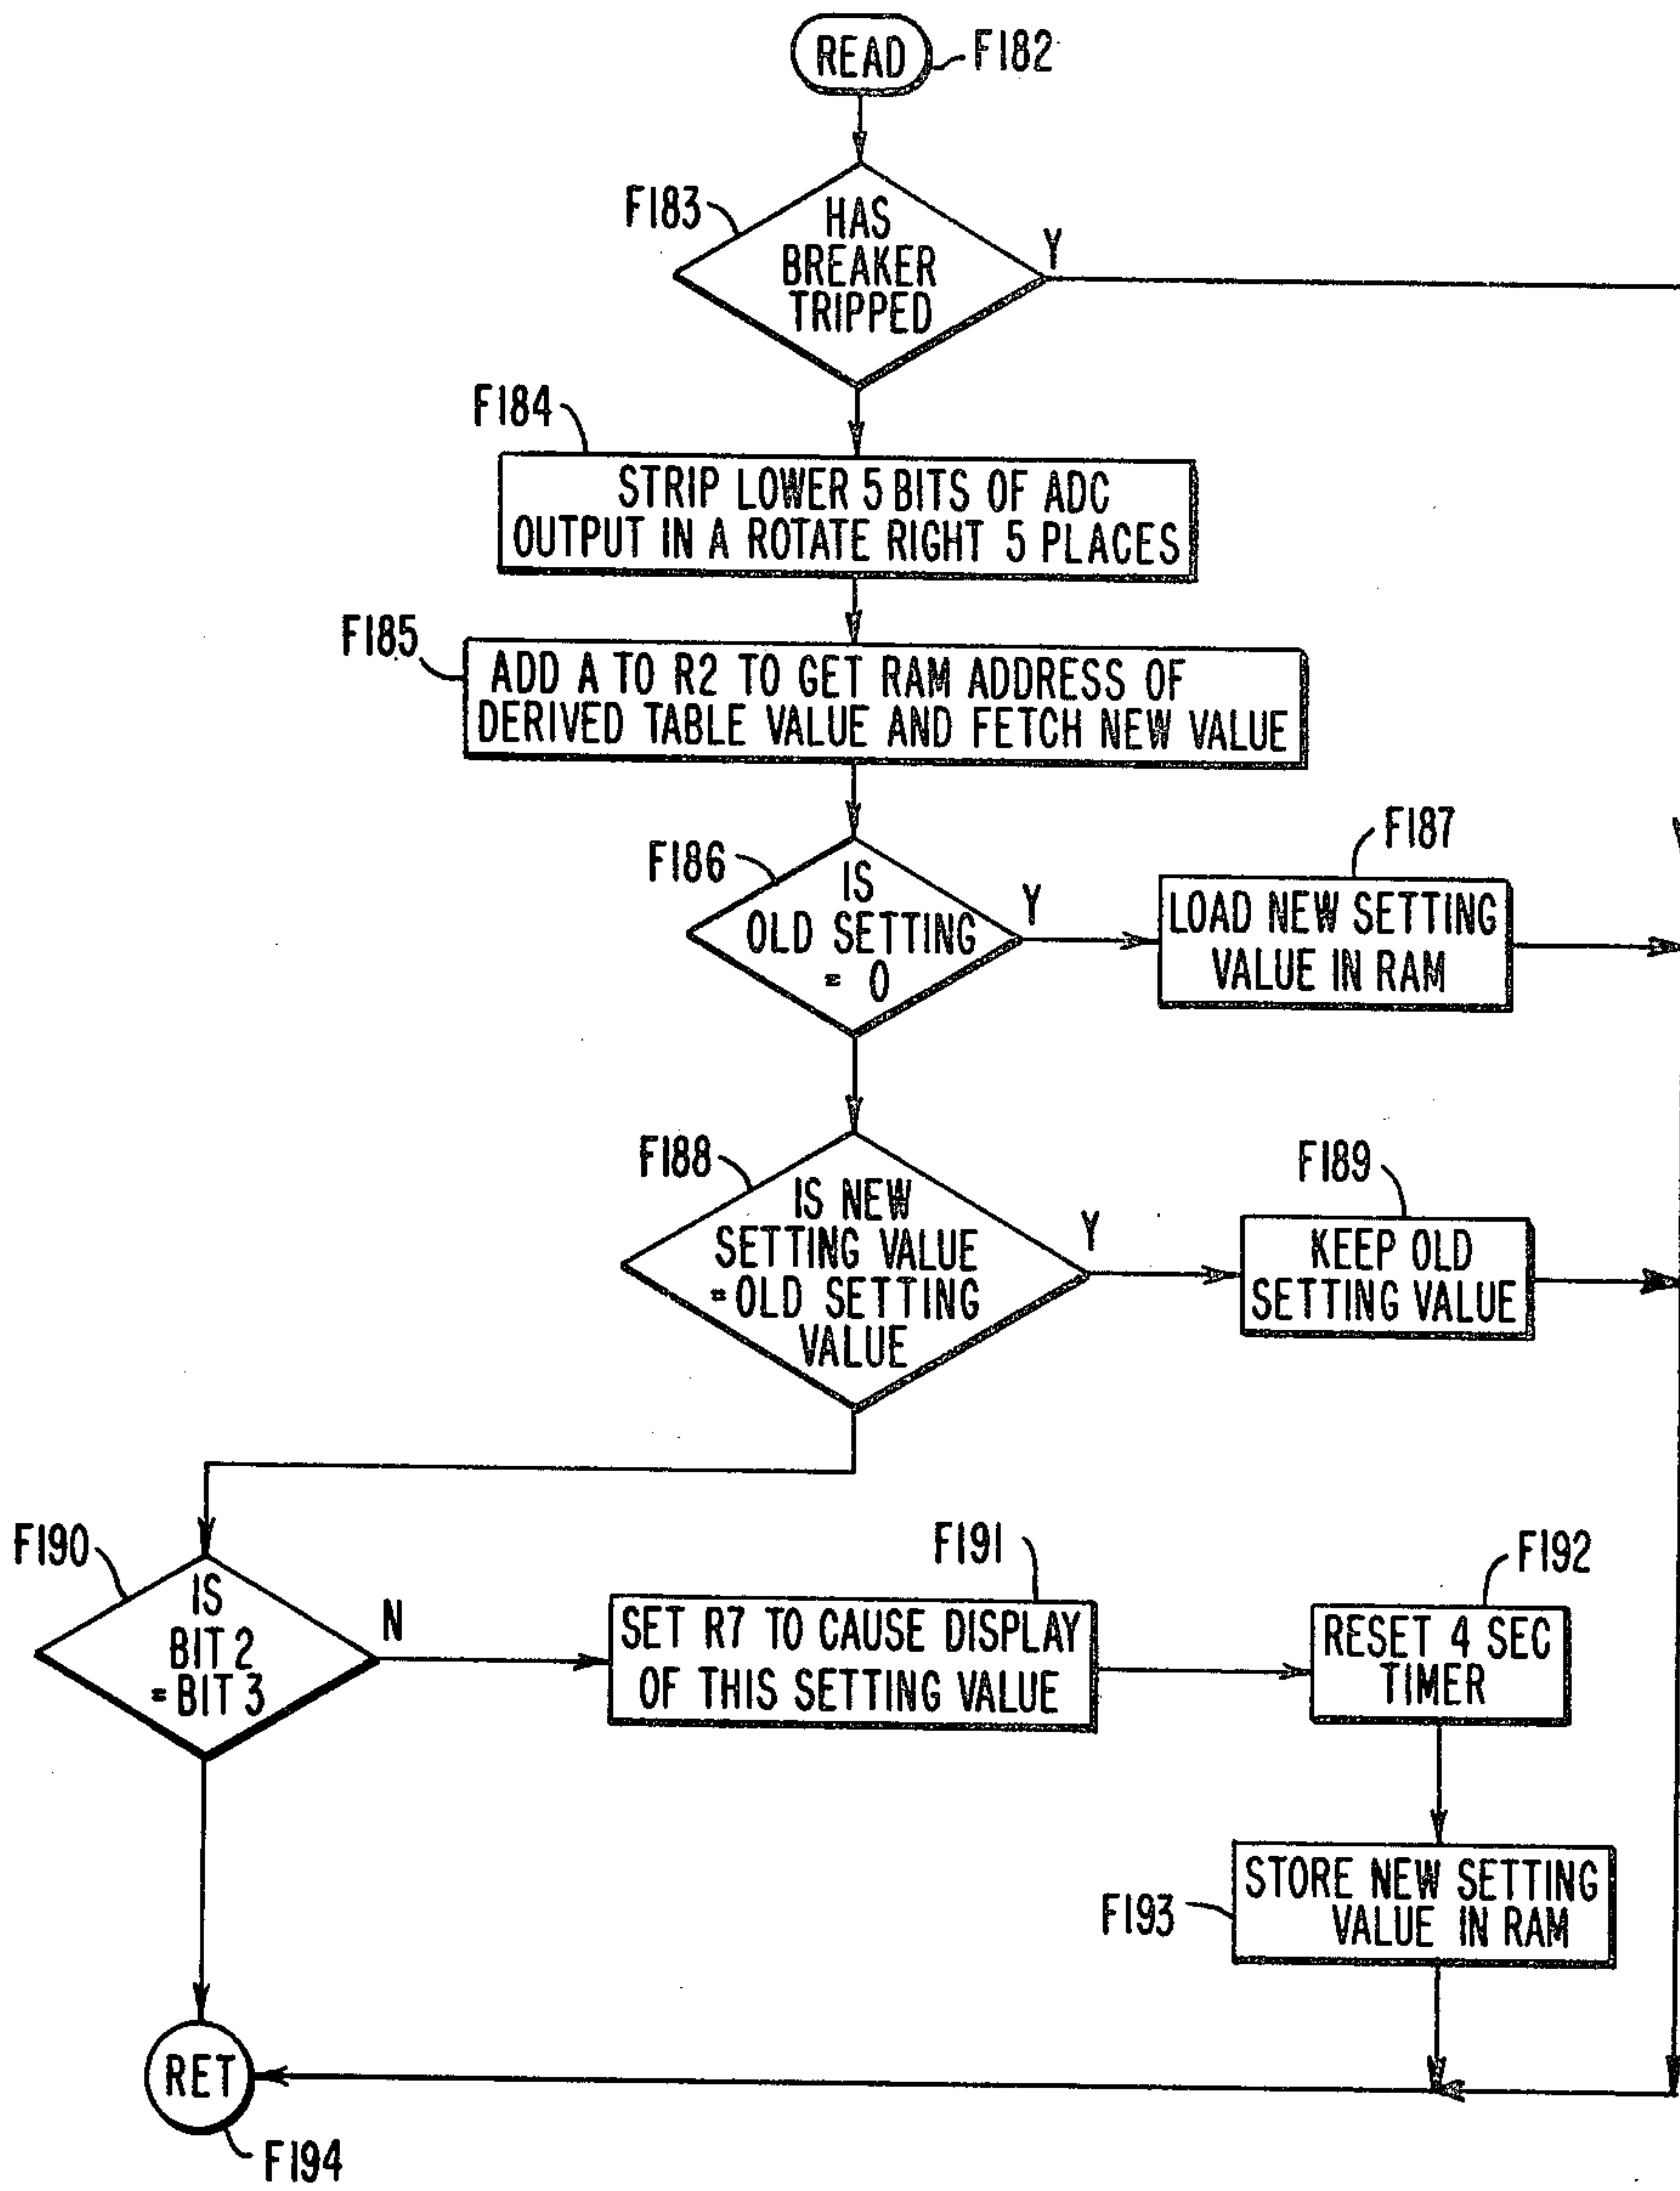 READ
F182
F183
HAS
BREAKER
TRIPPED
Y
F184
STRIP LOWER 5 BITS OF ADC
OUTPUT IN A ROTATE RIGHT 5 PLACES
F185
ADD A TO R2 TO GET RAM ADDRESS OF
DERIVED TABLE VALUE AND FETCH NEW VALUE
F186
IS
OLD SETTING
= 0
Y
F187
LOAD NEW SETTING
VALUE IN RAM
F188
IS NEW
SETTING VALUE
= OLD SETTING
VALUE
Y
F189
KEEP OLD
SETTING VALUE
F190
IS
BIT 2
= BIT 3
N
F191
SET R7 TO CAUSE DISPLAY
OF THIS SETTING VALUE
F192
RESET 4 SEC
TIMER
F193
STORE NEW SETTING
VALUE IN RAM
RET
F194